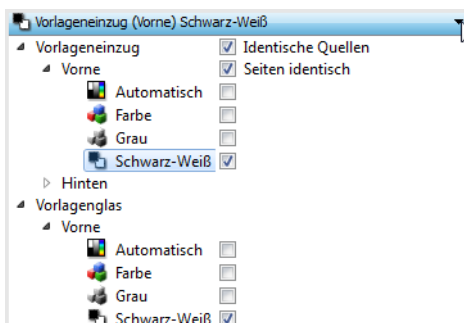 Vorlageneinzug (Vorne) Schwarz-Weiß
Vorlageneinzug Identische Quellen
Vorne Seiten identisch
Automatisch
Farbe
Grau
Schwarz-Weiß
Hinten
Vorlagenglas
Vorne
Automatisch
Farbe
Grau
Schwarz-Weiß